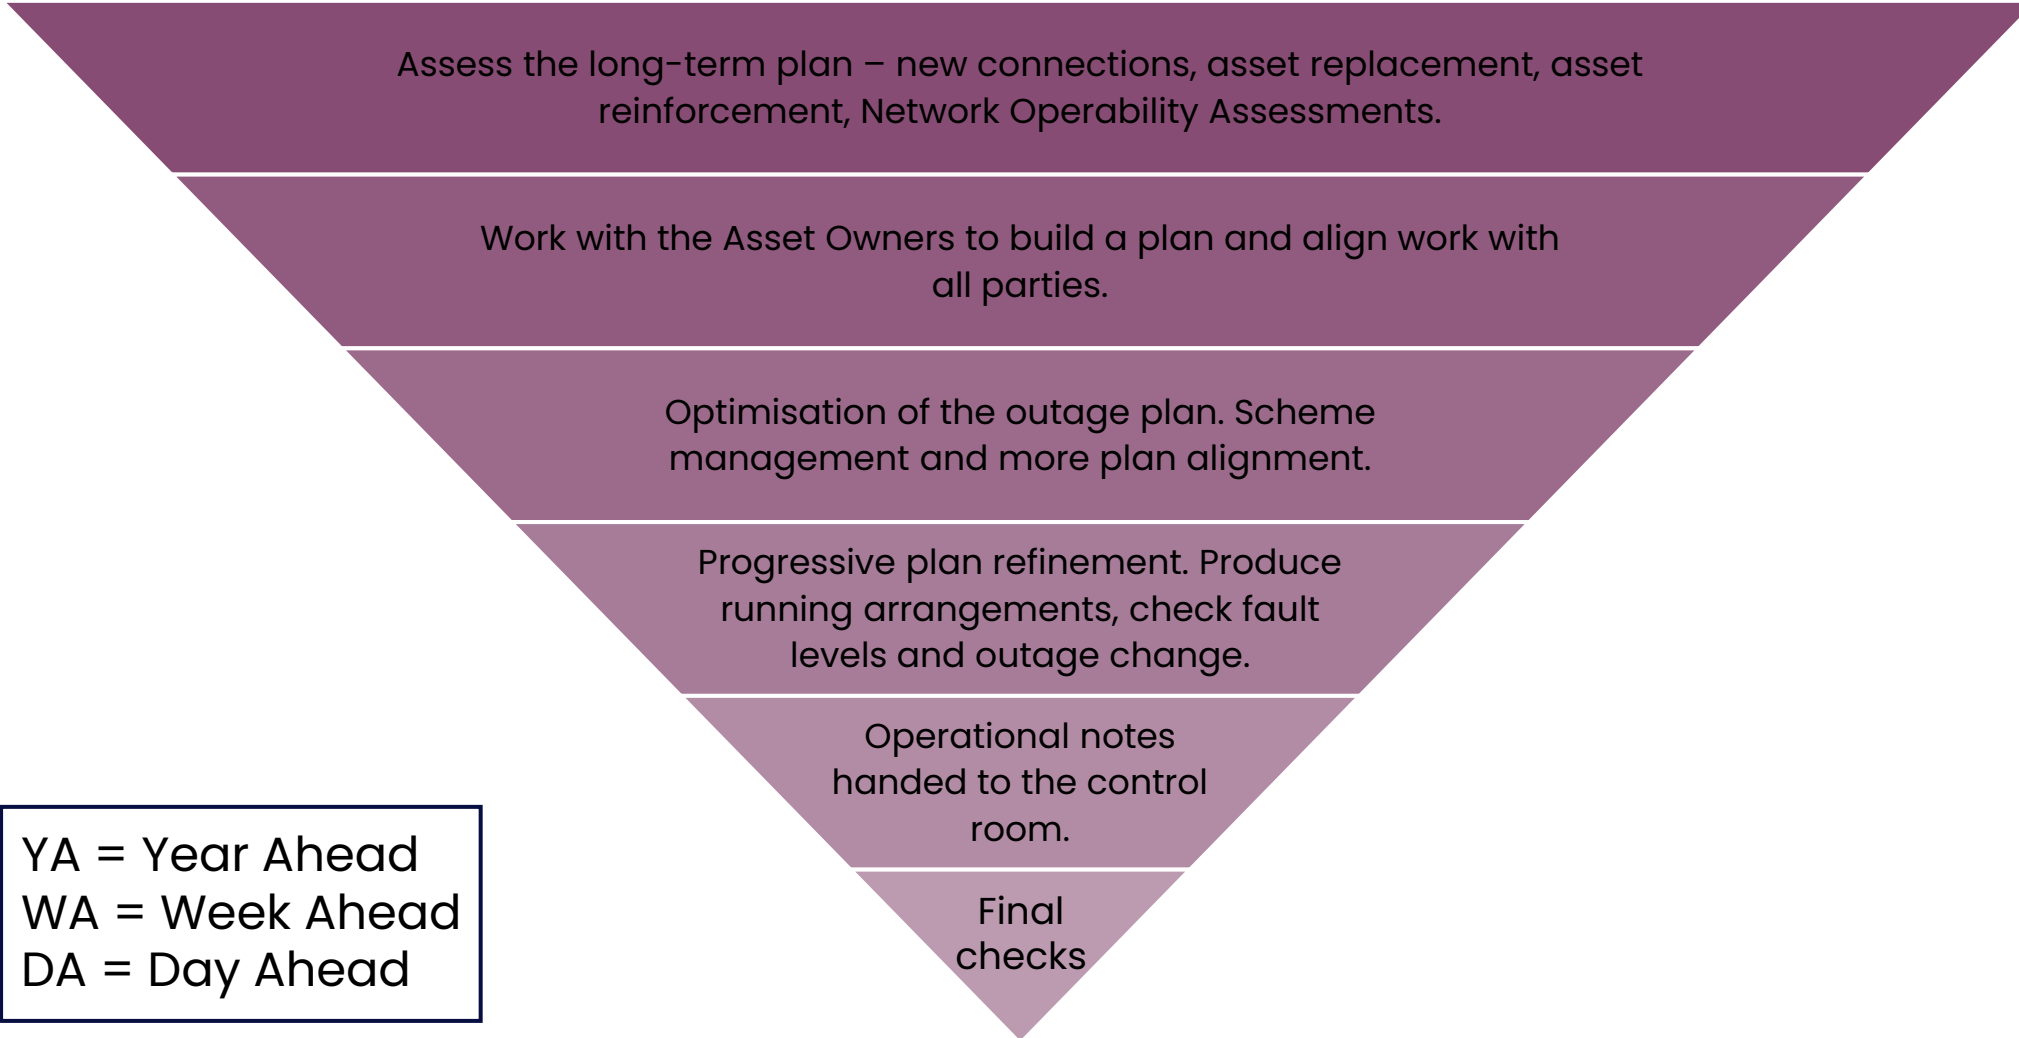 Assess the long-term plan – new connections, asset replacement, asset
reinforcement, Network Operability Assessments.
Work with the Asset Owners to build a plan and align work with
all parties.
Optimisation of the outage plan. Scheme
management and more plan alignment.
Progressive plan refinement. Produce
running arrangements, check fault
levels and outage change.
Operational notes
handed to the control
room.
Final
checks
YA = Year Ahead
WA = Week Ahead
DA = Day Ahead